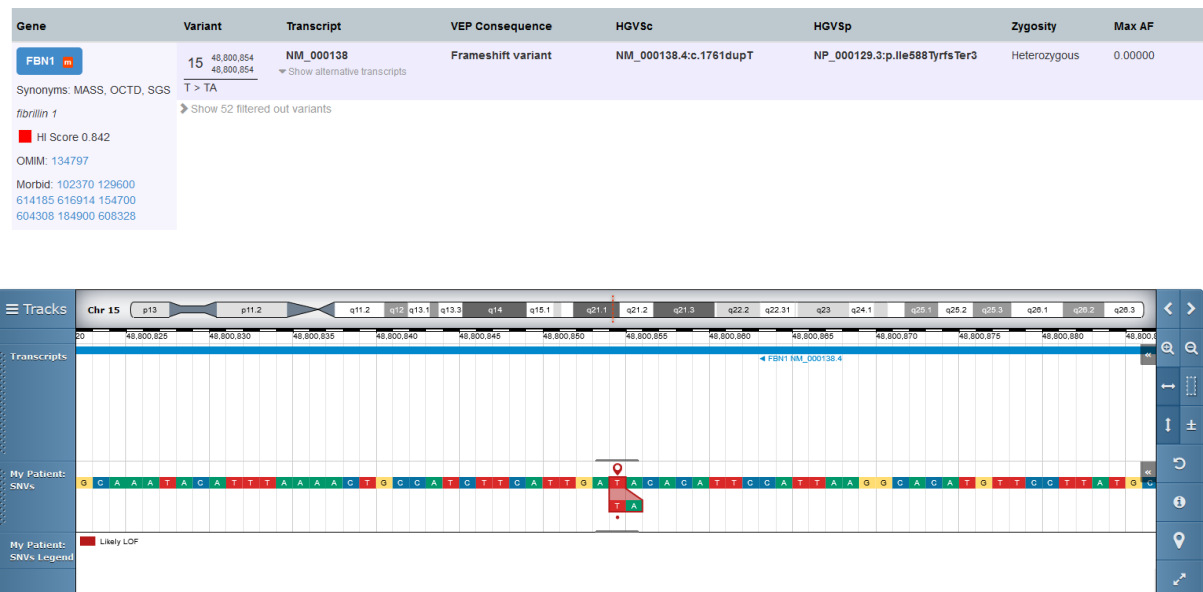 Gene Variant Transcript VEP Consequence HGVSc HGVSp Zygosity Max AF
FBN1 m 15 48,800,854 NM_000138 Frameshift variant NM_000138.4:c.1761dupT NP_000129.3:p.Ile588TyrfsTer3 Heterozygous 0.00000
48,800,854 Show alternative transcripts
Synonyms: MASS, OCTD, SGS T > TA
Show 52 filtered out variants
fibrillin 1
HI Score 0.842
OMIM: 134797
Morbid: 102370 129600
614185 616914 154700
604308 184900 608328
Tracks Chr 15 p13 p11.2 q11.2 q12 q13.1 q13.3 q14 q15.1 q21.1 q21.2 q21.3 q22.2 q22.31 q23 q24.1 q25.1 q25.2 q25.3 q26.1 q26.2 q26.3
20 48,800,825 48,800,830 48,800,835 48,800,840 48,800,845 48,800,850 48,800,855 48,800,860 48,800,865 48,800,870 48,800,875 48,800,880 48,800,8
Transcripts
FBN1 NM_000138.4
My Patient:
SNVs
G C A A A T A C A T T T A A A A C T G C C A T C T T C A T T G A T A C A C A T T C C A T T A A G G C A C A T G T T C C T T A T G C
T A
My Patient:
SNVs Legend
Likely LOF